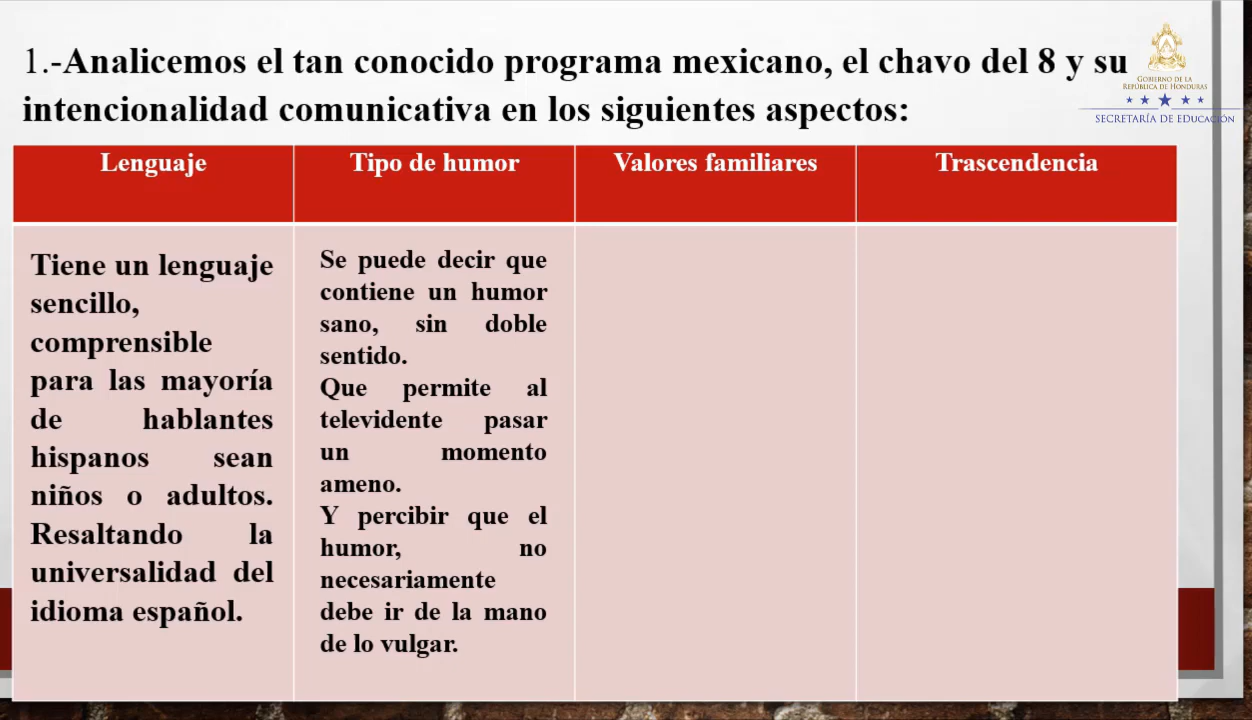 1.-Analicemos el tan conocido programa mexicano, el chavo del 8 y su
intencionalidad comunicativa en los siguientes aspectos:
GOBIERNO DE LA
REPÚBLICA DE HONDURAS
SECRETARÍA DE EDUCACIÓN
Lenguaje
Tipo de humor
Valores familiares
Trascendencia
Tiene un lenguaje
sencillo,
comprensible
para las mayoría
de hablantes
hispanos sean
niños o adultos.
Resaltando la
universalidad del
idioma español.
Se puede decir que
contiene un humor
sano, sin doble
sentido.
Que permite al
televidente pasar
un momento
ameno.
Y percibir que el
humor, no
necesariamente
debe ir de la mano
de lo vulgar.